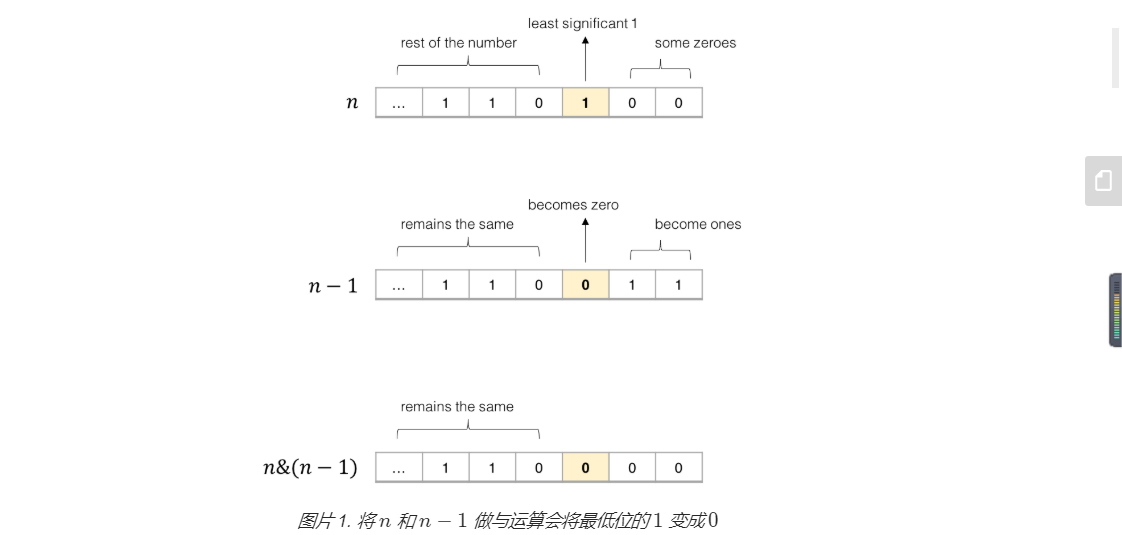 least significant 1
rest of the number
some zeroes
n ... 1 1 0 1 0 0
becomes zero
remains the same
become ones
n − 1 ... 1 1 0 0 1 1
remains the same
n&(n − 1) ... 1 1 0 0 0 0
图片 1. 将 n 和 n − 1 做与运算会将最低位的 1 变成 0